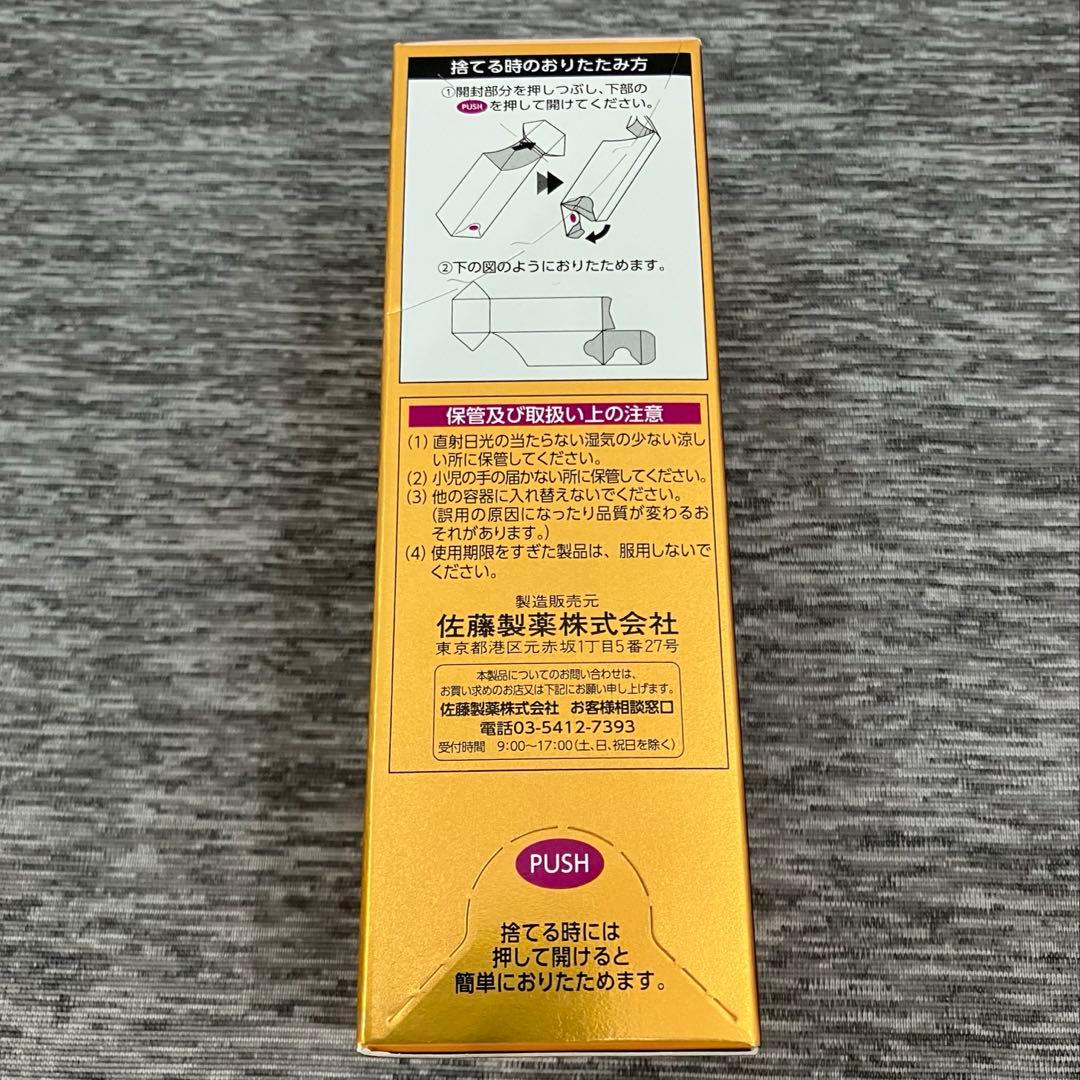 捨てる時のおりたたみ方
①開封部分を押しつぶし、下部の
PUSHを押して開けてください。
②下の図のようにおりたためます。
保管及び取扱い上の注意
(1) 直射日光の当たらない湿気の少ない涼し
い所に保管してください。
(2) 小児の手の届かない所に保管してください。
(3) 他の容器に入れ替えないでください。
(誤用の原因になったり品質が変わるお
それがあります。)
(4) 使用期限をすぎた製品は、服用しないで
ください。
製造販売元
佐藤製薬株式会社
東京都港区元赤坂1丁目5番27号
本製品についてのお問い合わせは、
お買い求めのお店又は下記にお願い申し上げます。
佐藤製薬株式会社 お客様相談窓口
電話03-5412-7393
受付時間 9:00～17:00(土、日、祝日を除く)
PUSH
捨てる時には
押して開けると
簡単におりたためます。